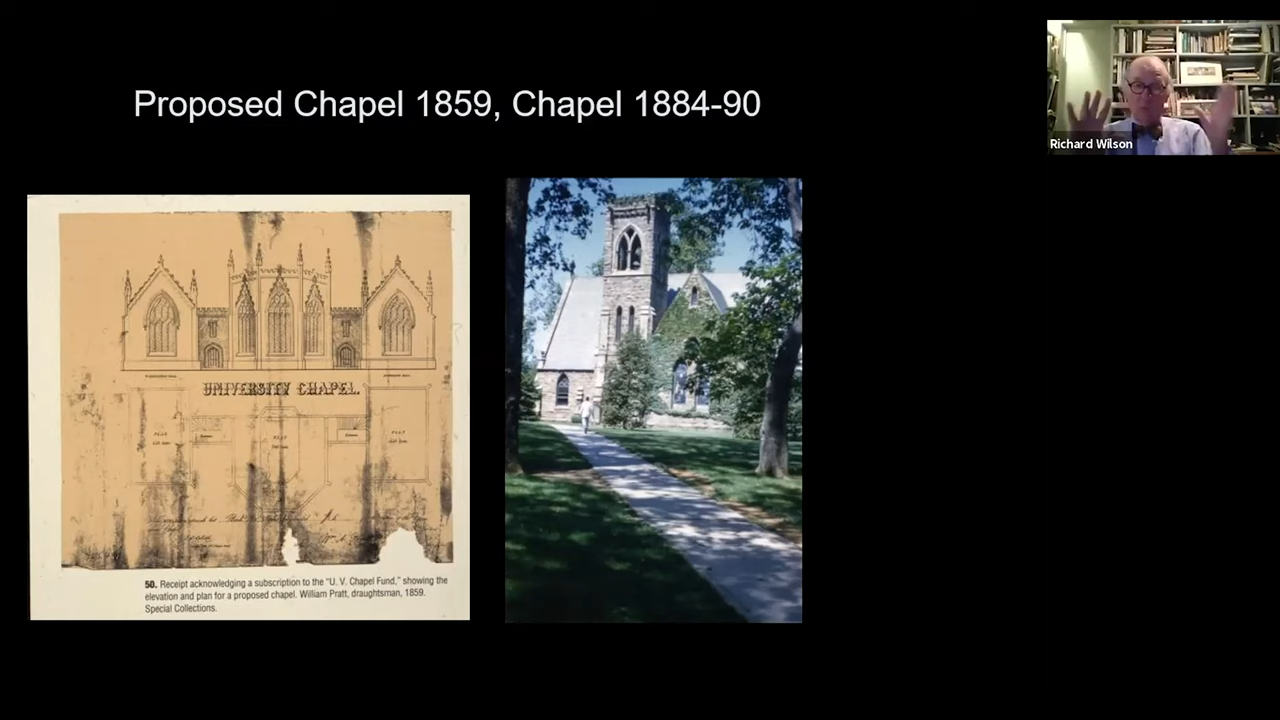 Proposed Chapel 1859, Chapel 1884-90
Richard Wilson
UNIVERSITY CHAPEL.
50. Receipt acknowledging a subscription to the “U. V. Chapel Fund,” showing the
elevation and plan for a proposed chapel. William Pratt, draughtsman, 1859.
Special Collections.